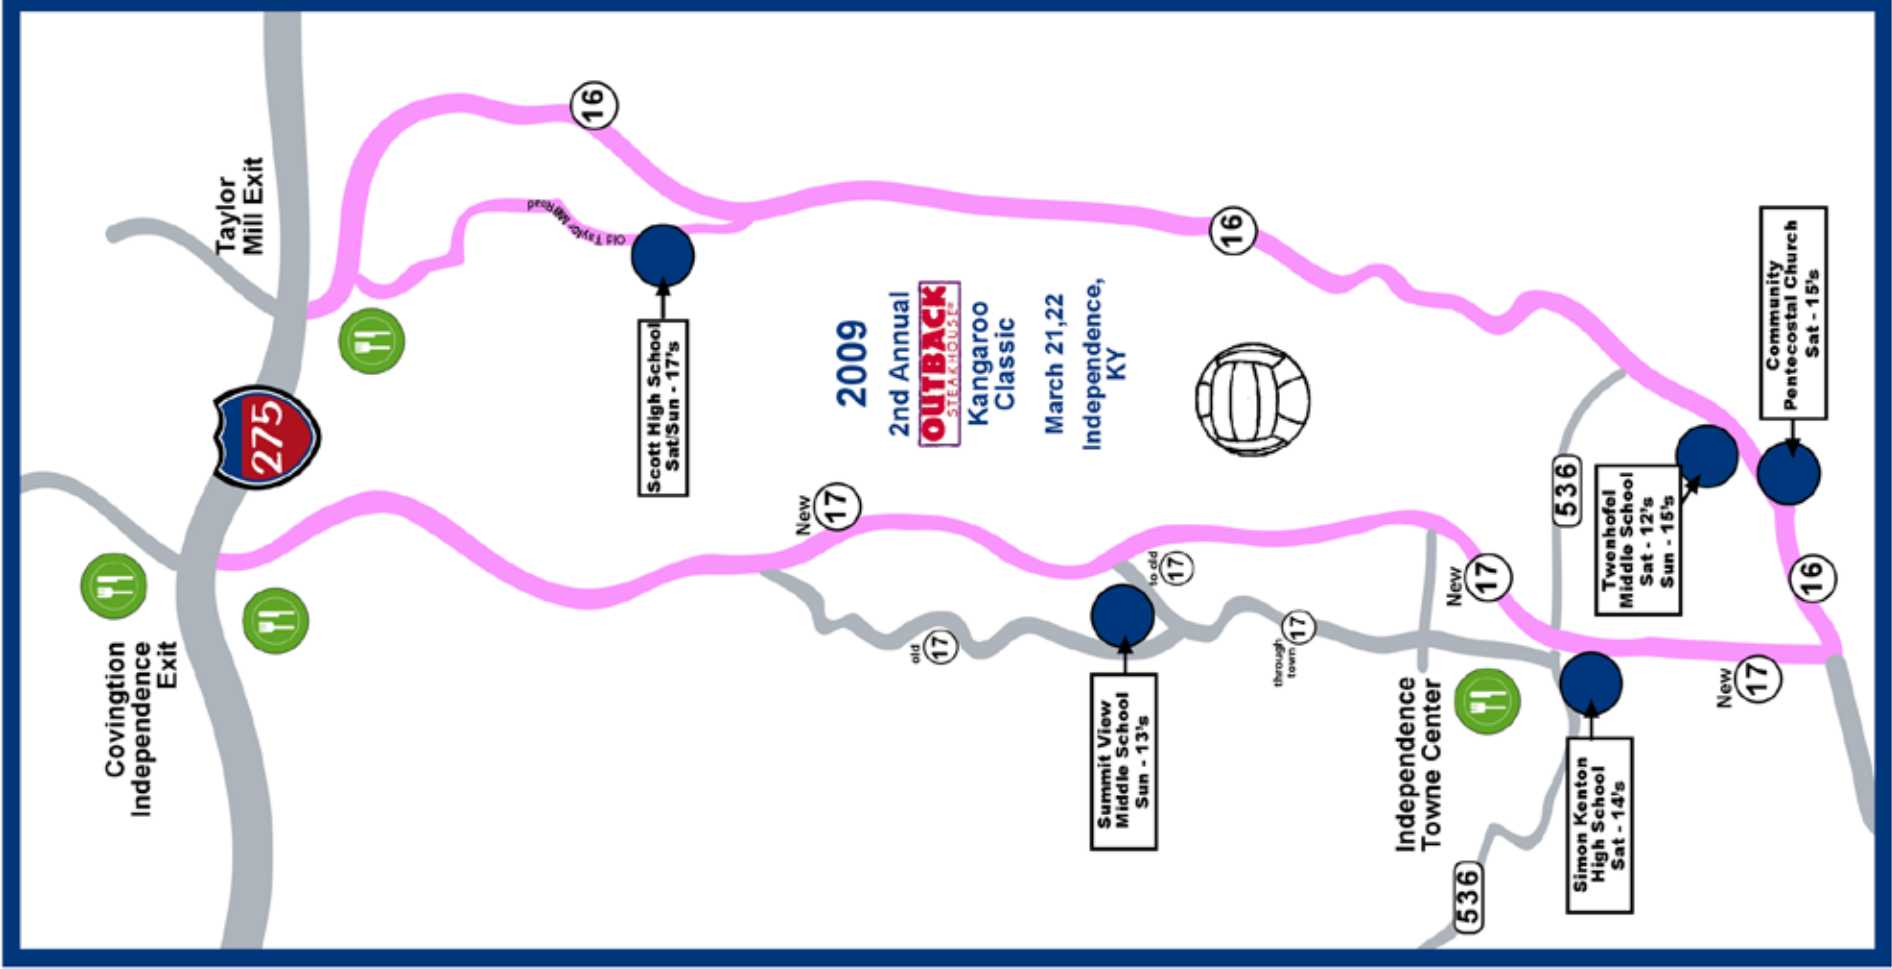 Taylor
Mill Exit
275
Covingtion
Independence
Exit
16
Old Taylor Mill Road
Scott High School
Sat/Sun - 17's
2009
2nd Annual
OUTBACK
STEAKHOUSE®
Kangaroo
Classic
March 21,22
Independence,
KY
New
17
old
17
16
to old
17
Summit View
Middle School
Sun - 13's
through
town
17
Independence
Towne Center
New
17
536
536
Twenhofel
Middle School
Sat - 12's
Sun - 15's
Simon Kenton
High School
Sat - 14's
Community
Pentecostal Church
Sat - 15's
16
New
17